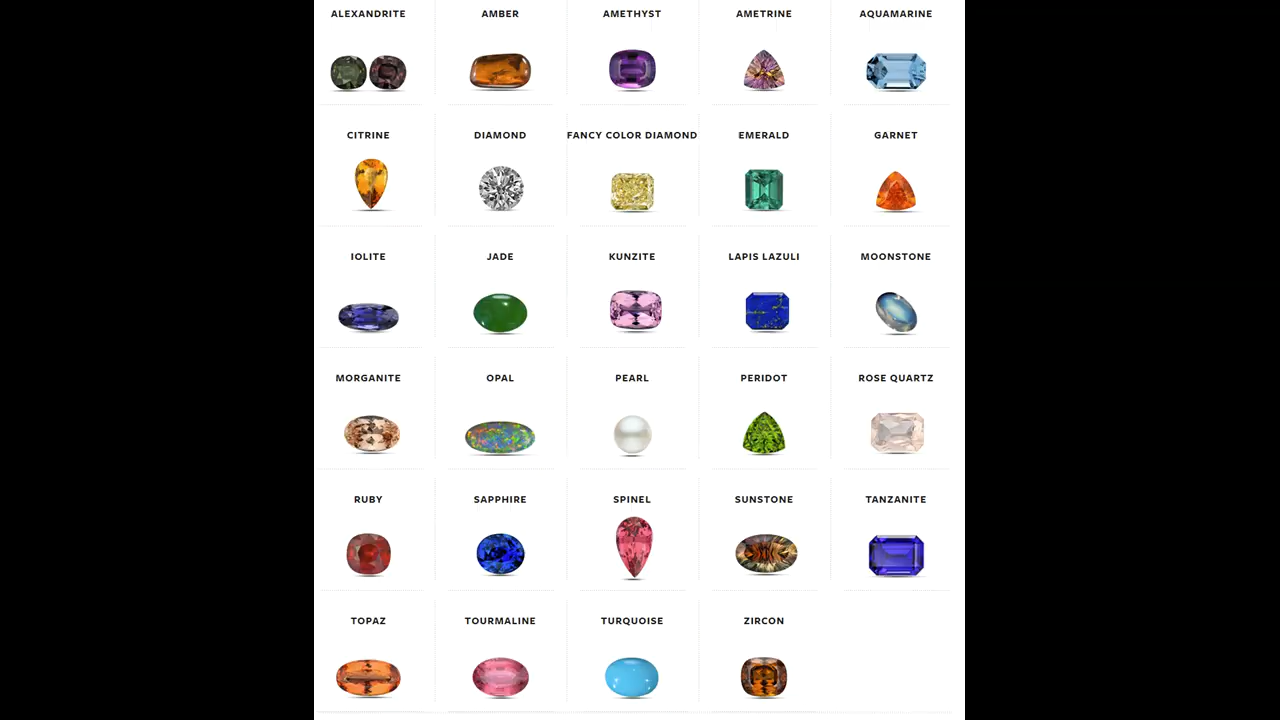 ALEXANDRITE
AMBER
AMETHYST
AMETRINE
AQUAMARINE
CITRINE
DIAMOND
FANCY COLOR DIAMOND
EMERALD
GARNET
IOLITE
JADE
KUNZITE
LAPIS LAZULI
MOONSTONE
MORGANITE
OPAL
PEARL
PERIDOT
ROSE QUARTZ
RUBY
SAPPHIRE
SPINEL
SUNSTONE
TANZANITE
TOPAZ
TOURMALINE
TURQUOISE
ZIRCON